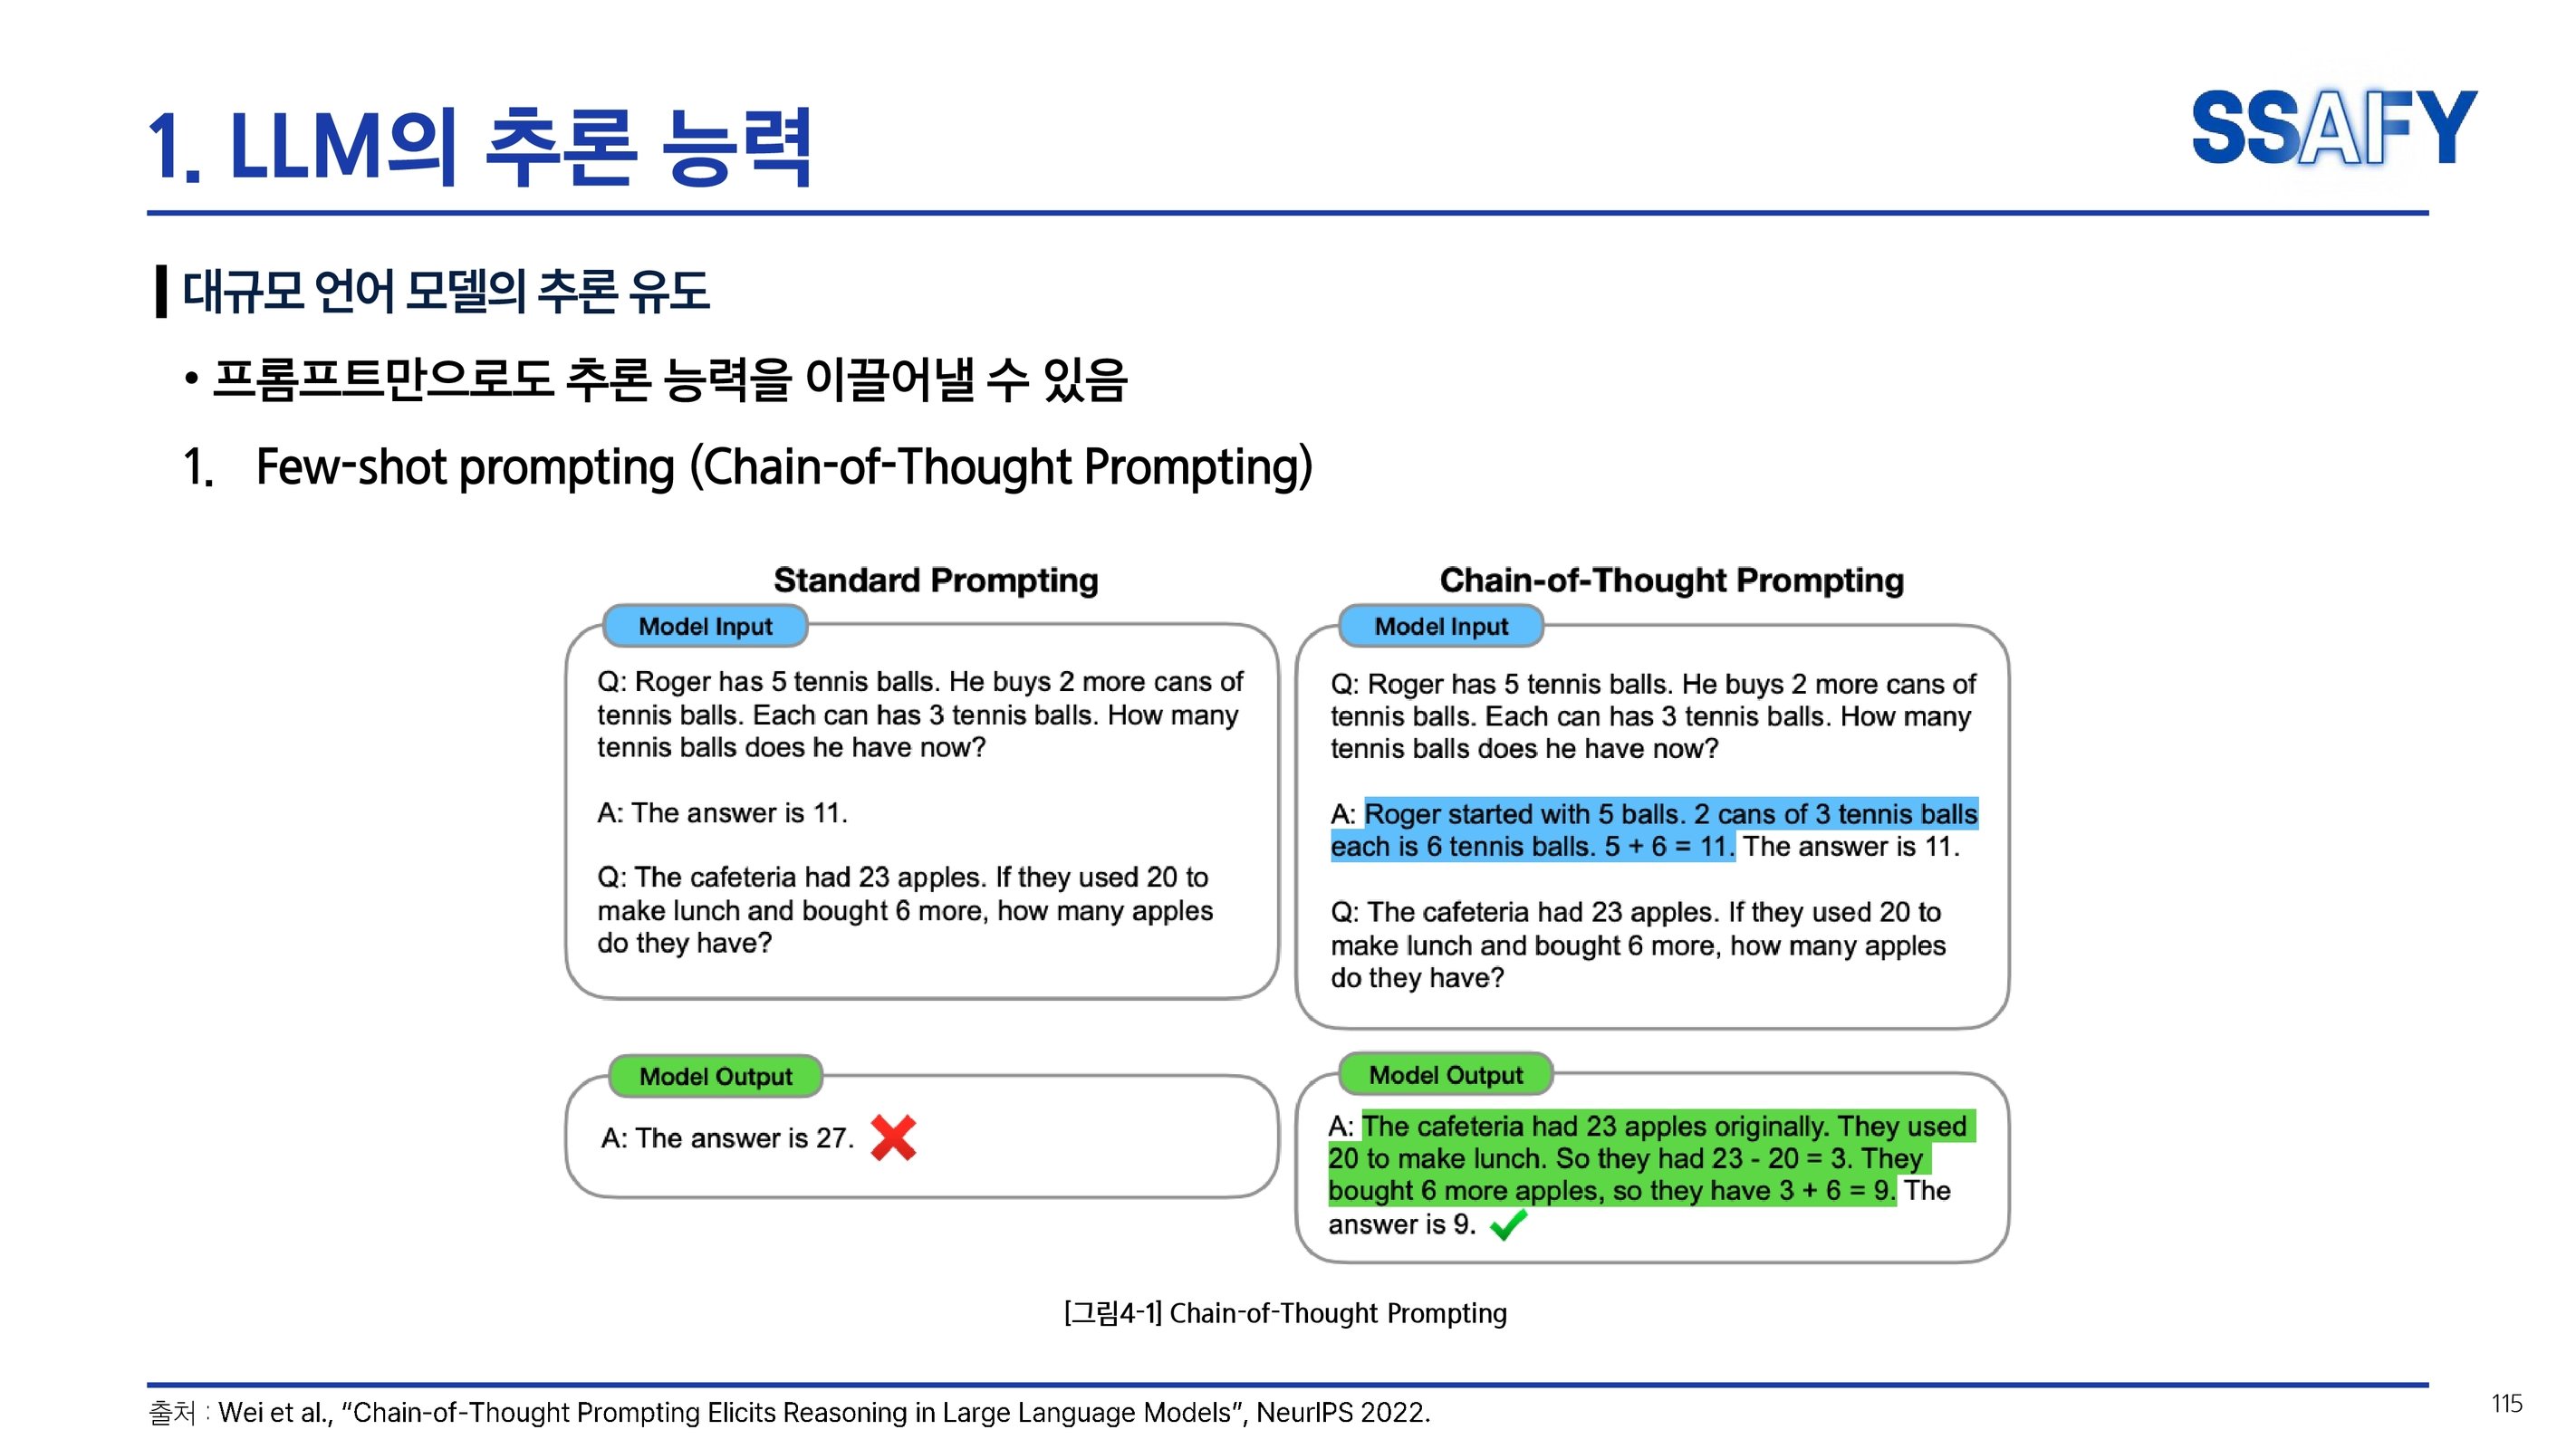 1. LLM의 추론 능력
SSAFY
대규모 언어 모델의 추론 유도
• 프롬프트만으로도 추론 능력을 이끌어낼 수 있음
1. Few-shot prompting (Chain-of-Thought Prompting)
Standard Prompting
Model Input
Q: Roger has 5 tennis balls. He buys 2 more cans of
tennis balls. Each can has 3 tennis balls. How many
tennis balls does he have now?
A: The answer is 11.
Q: The cafeteria had 23 apples. If they used 20 to
make lunch and bought 6 more, how many apples
do they have?
Model Output
A: The answer is 27.
Chain-of-Thought Prompting
Model Input
Q: Roger has 5 tennis balls. He buys 2 more cans of
tennis balls. Each can has 3 tennis balls. How many
tennis balls does he have now?
A: Roger started with 5 balls. 2 cans of 3 tennis balls
each is 6 tennis balls. 5 + 6 = 11. The answer is 11.
Q: The cafeteria had 23 apples. If they used 20 to
make lunch and bought 6 more, how many apples
do they have?
Model Output
A: The cafeteria had 23 apples originally. They used
20 to make lunch. So they had 23 - 20 = 3. They
bought 6 more apples, so they have 3 + 6 = 9. The
answer is 9.
[그림4-1] Chain-of-Thought Prompting
출처 : Wei et al., “Chain-of-Thought Prompting Elicits Reasoning in Large Language Models”, NeurIPS 2022.
115